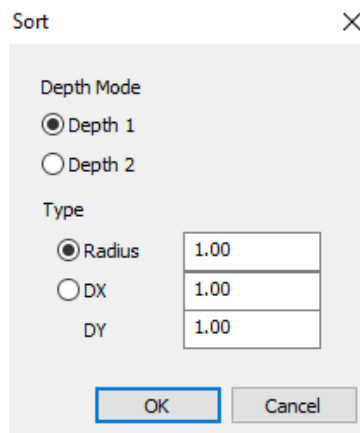 Sort
Depth Mode
Depth 1
Depth 2
Type
Radius 1.00
DX 1.00
DY 1.00
OK Cancel